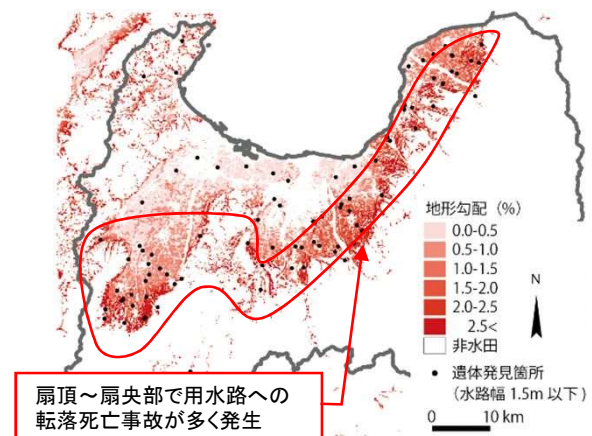 地形勾配 (%)
0.0-0.5
0.5-1.0
1.0-1.5
1.5-2.0
2.0-2.5
2.5<
非水田
遺体発見箇所
(水路幅 1.5m 以下)
N
0 10 km
扇頂～扇央部で用水路への
転落死亡事故が多く発生